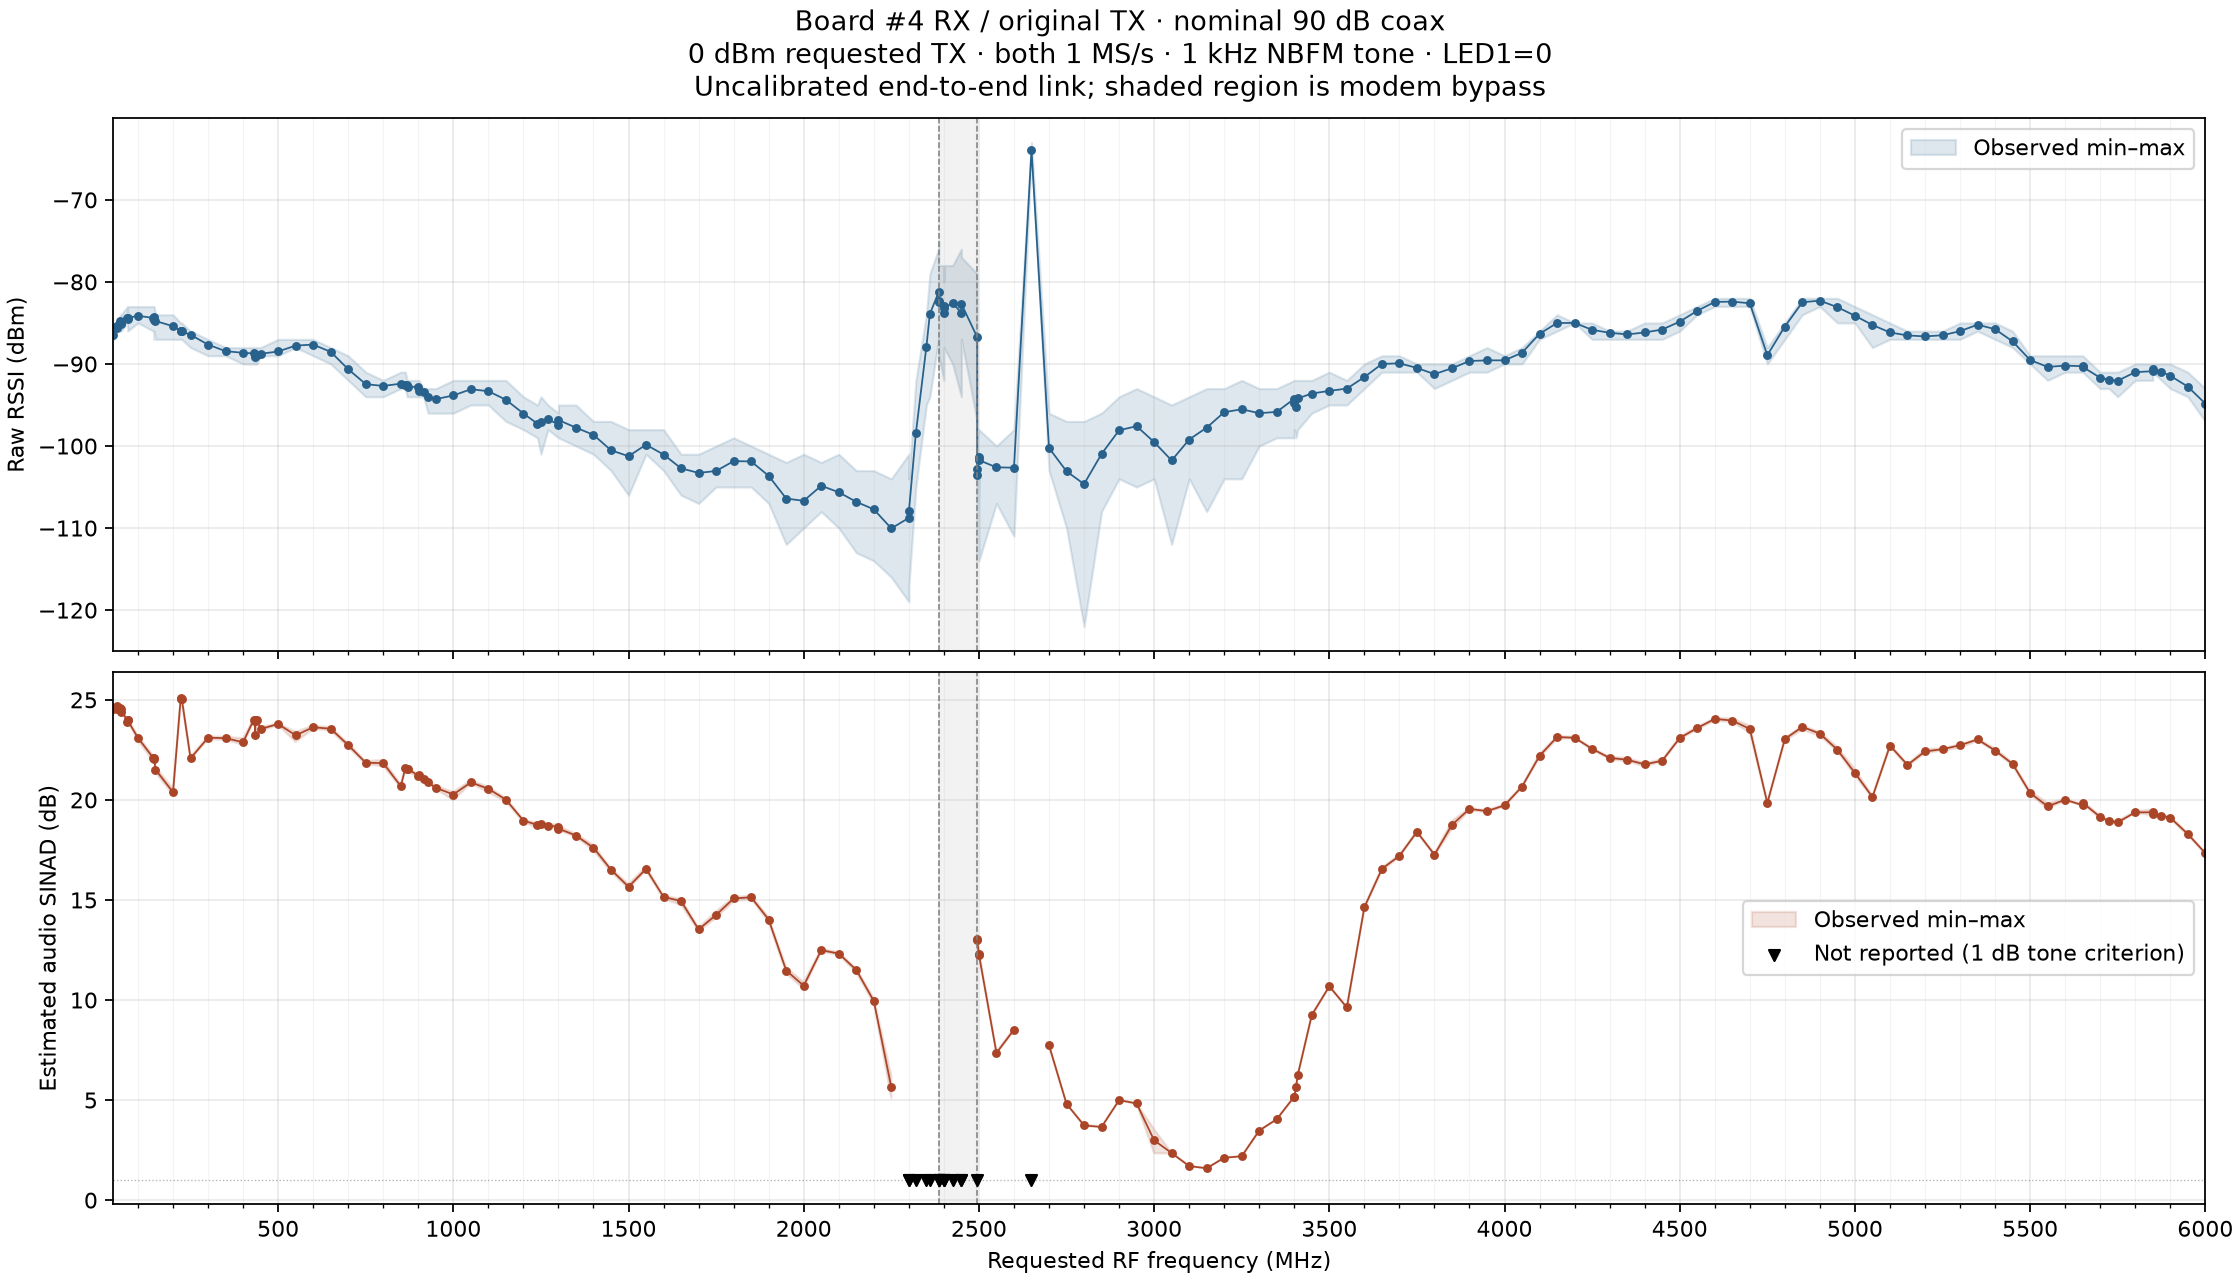 Board #4 RX / original TX · nominal 90 dB coax
0 dBm requested TX · both 1 MS/s · 1 kHz NBFM tone · LED1=0
Uncalibrated end-to-end link; shaded region is modem bypass
Raw RSSI (dBm)
−70
−80
−90
−100
−110
−120
Observed min–max
Estimated audio SINAD (dB)
25
20
15
10
5
0
Observed min–max
Not reported (1 dB tone criterion)
500 1000 1500 2000 2500 3000 3500 4000 4500 5000 5500 6000
Requested RF frequency (MHz)